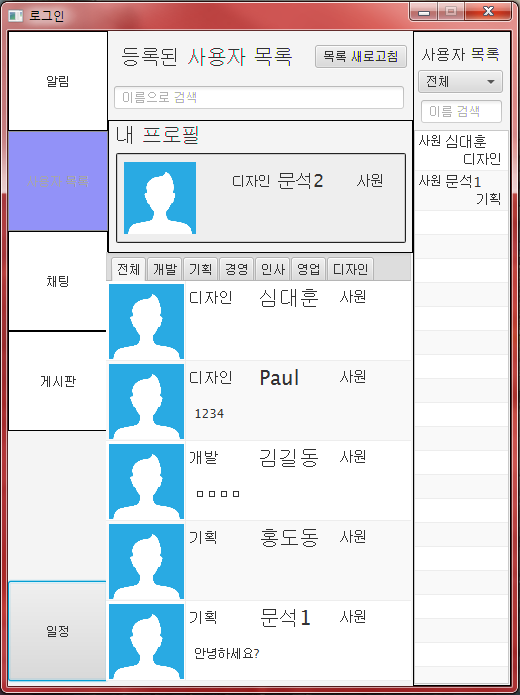 로그인
알림
사용자 목록
채팅
게시판
일정
등록된 사용자 목록
목록 새로고침
이름으로 검색
내 프로필
디자인 문석2 사원
전체 개발 기획 경영 인사 영업 디자인
디자인 심대훈 사원
디자인 Paul 사원
1234
개발 김길동 사원
ㅁㅁㅁㅁ
기획 홍도동 사원
기획 문석1 사원
안녕하세요?
사용자 목록
전체
이름 검색
사원 심대훈
디자인
사원 문석1
기획